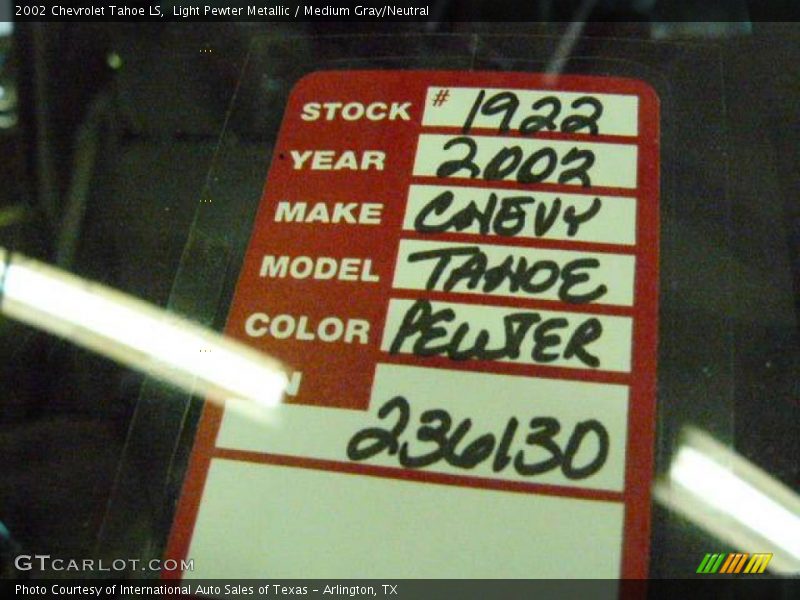 2002 Chevrolet Tahoe LS,  Light Pewter Metallic / Medium Gray/Neutral
STOCK # 1922
YEAR 2002
MAKE CHEVY
MODEL TAHOE
COLOR PEWTER
236130
GTCARLOT.COM
Photo Courtesy of International Auto Sales of Texas - Arlington, TX